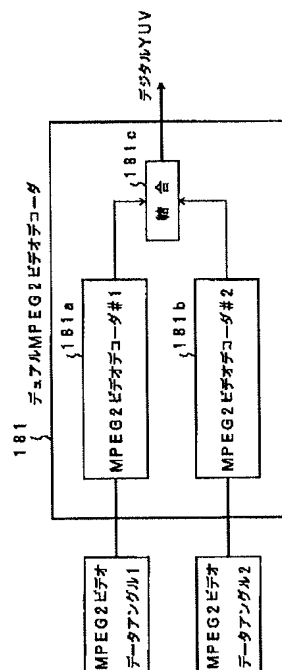 181
デュアルMPEG2ビデオデコーダ
MPEG2ビデオ
データアングル1
181a
MPEG2ビデオデコーダ#1
181c
結合
デジタルYUV
MPEG2ビデオ
データアングル2
181b
MPEG2ビデオデコーダ#2